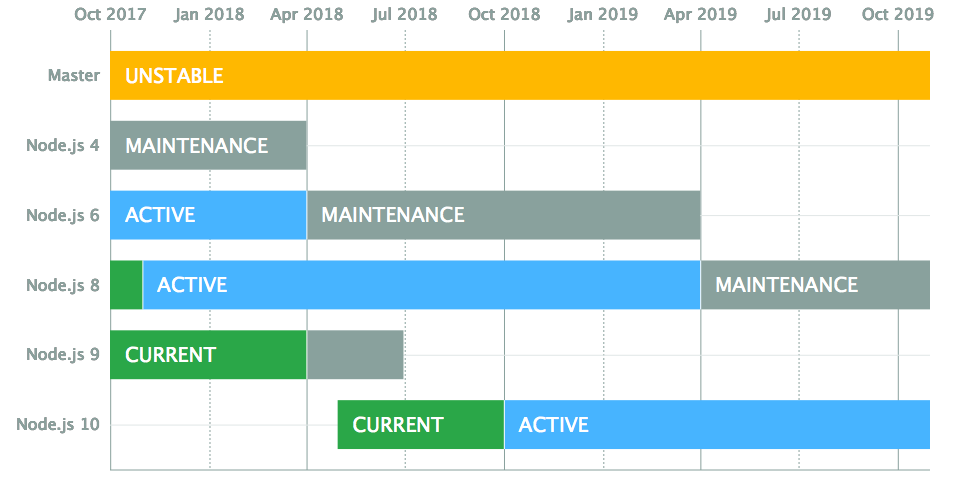 Oct 2017 Jan 2018 Apr 2018 Jul 2018 Oct 2018 Jan 2019 Apr 2019 Jul 2019 Oct 2019
Master UNSTABLE
Node.js 4 MAINTENANCE
Node.js 6 ACTIVE MAINTENANCE
Node.js 8 ACTIVE MAINTENANCE
Node.js 9 CURRENT
Node.js 10 CURRENT ACTIVE